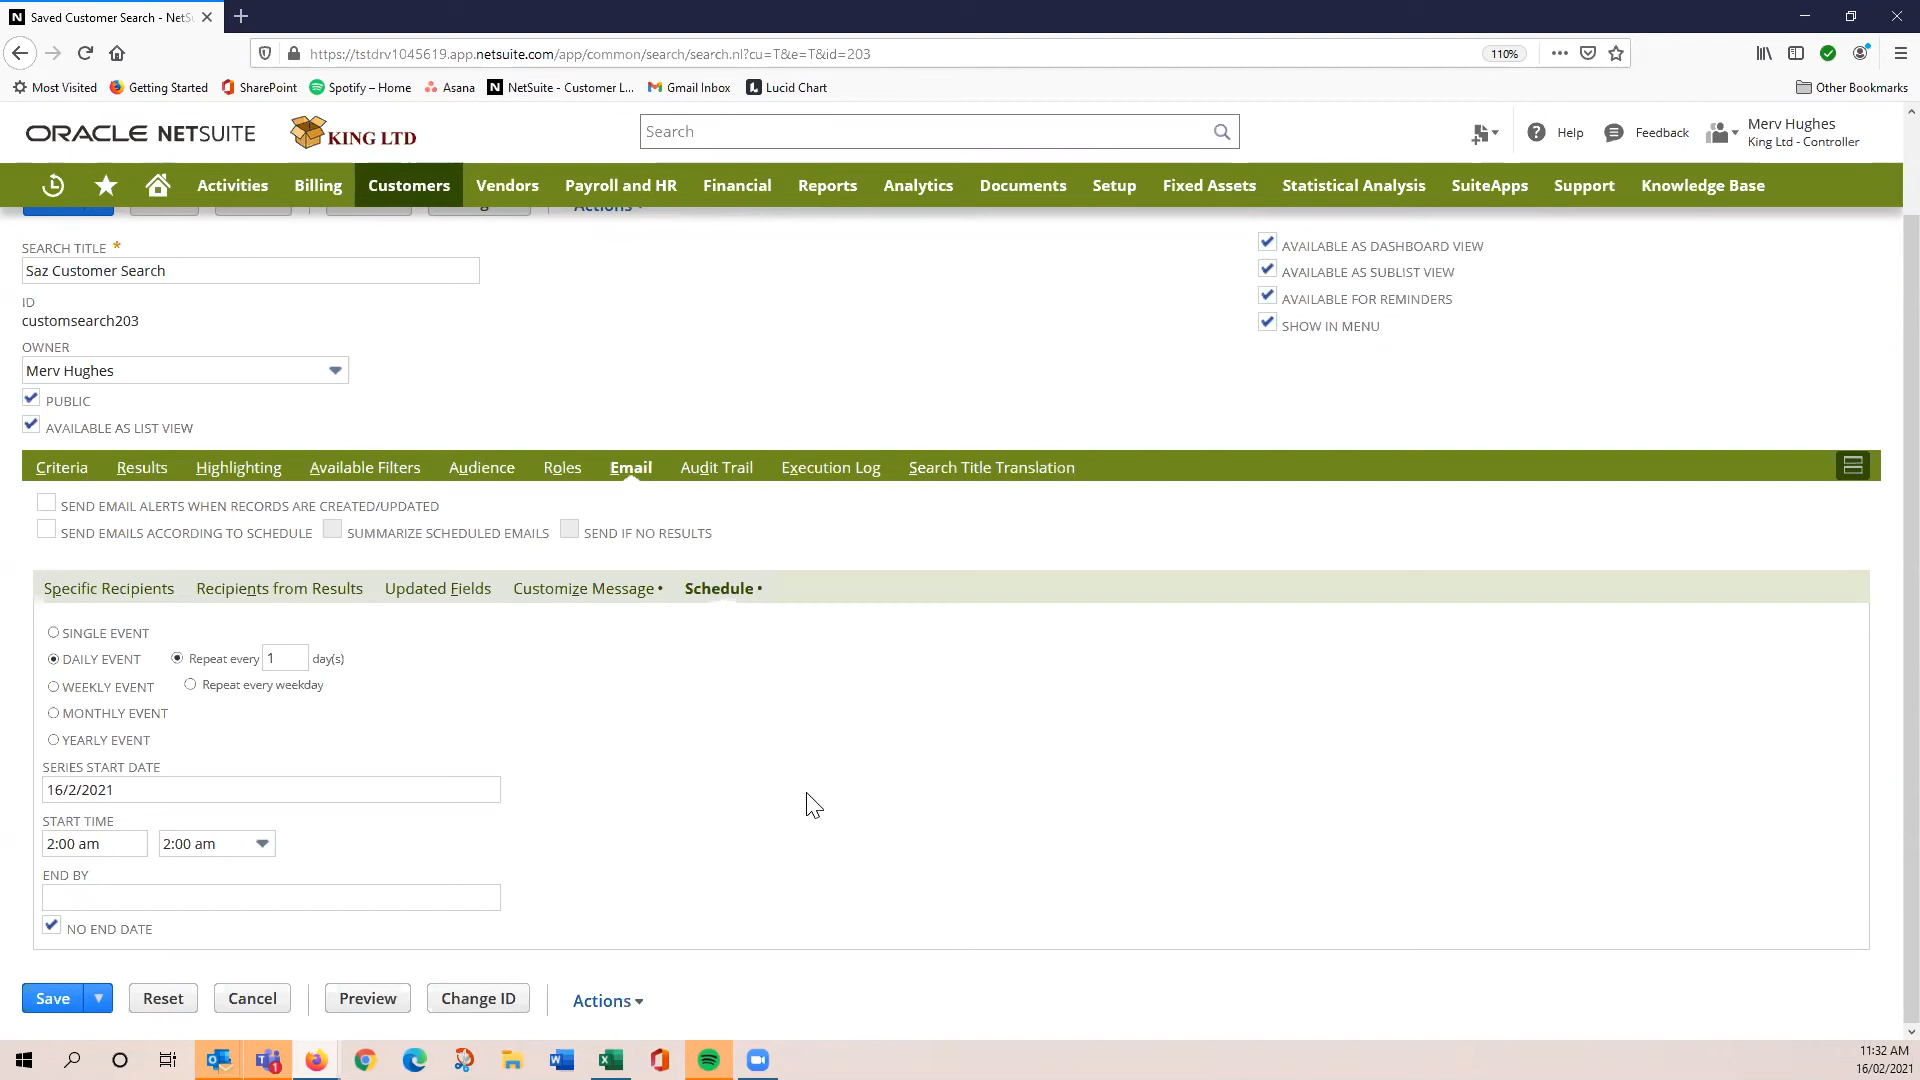 Saved Customer Search - NetSu
https://tstdrv1045619.app.netsuite.com/app/common/search/search.nl?cu=T&e=T&id=203 110%
Most Visited Getting Started SharePoint Spotify – Home Asana NetSuite - Customer L... Gmail Inbox Lucid Chart Other Bookmarks
ORACLE NETSUITE KING LTD Search Help Feedback Merv Hughes
King Ltd - Controller
Activities Billing Customers Vendors Payroll and HR Financial Reports Analytics Documents Setup Fixed Assets Statistical Analysis SuiteApps Support Knowledge Base
Actions
SEARCH TITLE *
Saz Customer Search
ID
customsearch203
OWNER
Merv Hughes
PUBLIC
AVAILABLE AS LIST VIEW
AVAILABLE AS DASHBOARD VIEW
AVAILABLE AS SUBLIST VIEW
AVAILABLE FOR REMINDERS
SHOW IN MENU
Criteria Results Highlighting Available Filters Audience Roles Email Audit Trail Execution Log Search Title Translation
SEND EMAIL ALERTS WHEN RECORDS ARE CREATED/UPDATED
SEND EMAILS ACCORDING TO SCHEDULE SUMMARIZE SCHEDULED EMAILS SEND IF NO RESULTS
Specific Recipients Recipients from Results Updated Fields Customize Message • Schedule •
SINGLE EVENT
DAILY EVENT Repeat every 1 day(s)
WEEKLY EVENT Repeat every weekday
MONTHLY EVENT
YEARLY EVENT
SERIES START DATE
16/2/2021
START TIME
2:00 am 2:00 am
END BY
NO END DATE
Save Reset Cancel Preview Change ID Actions
11:32 AM
16/02/2021